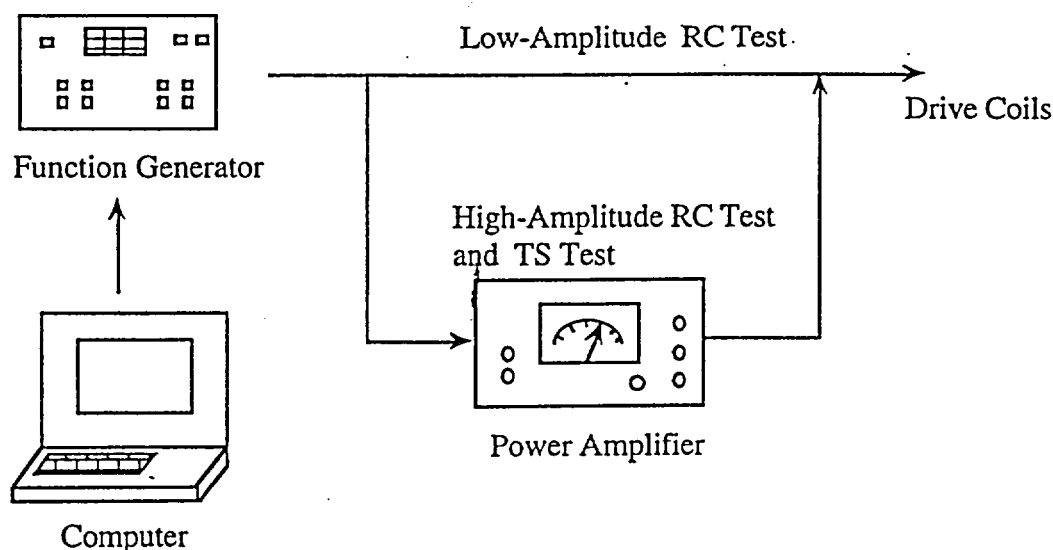 Low-Amplitude RC Test
Drive Coils
Function Generator
High-Amplitude RC Test
and TS Test
Power Amplifier
Computer